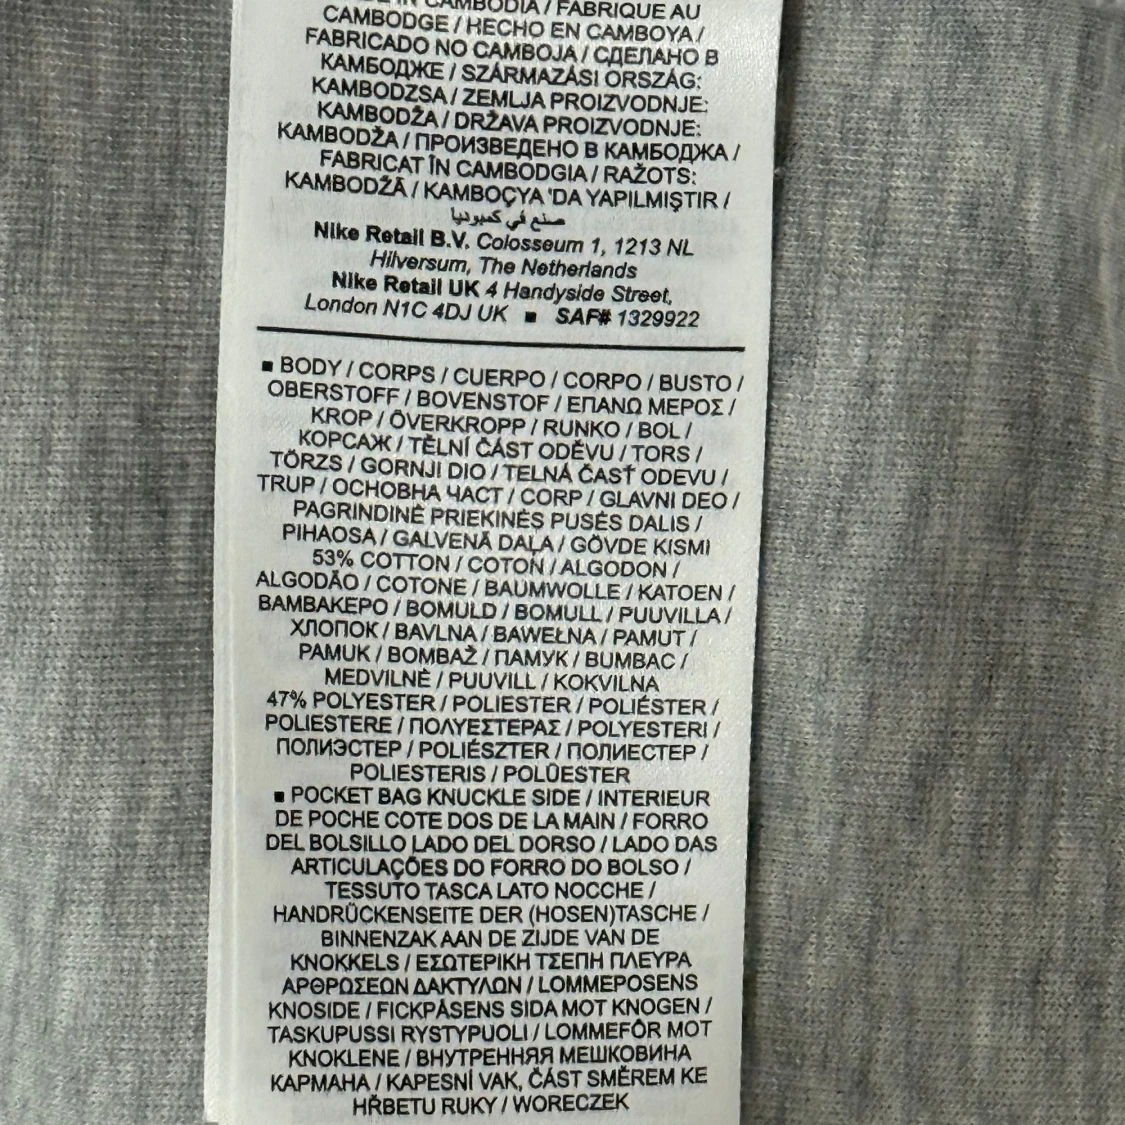 IN CAMBODIA / FABRIQUE AU
CAMBODGE / HECHO EN CAMBOYA /
FABRICADO NO CAMBOJA / СДЕЛАНО В
КАМБОДЖЕ / SZÁRMAZÁSI ORSZÁG:
KAMBODZSA / ZEMLJA PROIZVODNJE:
KAMBODŽA / DRŽAVA PROIZVODNJE:
KAMBODŽA / ПРОИЗВЕДЕНО В КАМБОДЖА /
FABRICAT ÎN CAMBODGIA / RAŽOTS:
KAMBODŽĀ / KAMBOÇYA 'DA YAPILMIŞTIR /
صنع في كمبوديا
Nike Retail B.V. Colosseum 1, 1213 NL
Hilversum, The Netherlands
Nike Retail UK 4 Handyside Street,
London N1C 4DJ UK ■ SAF# 1329922
■ BODY / CORPS / CUERPO / CORPO / BUSTO /
OBERSTOFF / BOVENSTOF / ΕΠΑΝΩ ΜΕΡΟΣ /
KROP / ÖVERKROPP / RUNKO / BOL /
КОРСАЖ / TĚLNÍ ČÁST ODĚVU / TORS /
TÖRZS / GORNJI DIO / TELNÁ ČASŤ ODEVU /
TRUP / ОСНОВНА ЧАСТ / CORP / GLAVNI DEO /
PAGRINDINĖ PRIEKINĖS PUSĖS DALIS /
PIHAOSA / GALVENĀ DAĻA / GÖVDE KISMI
53% COTTON / COTON / ALGODON /
ALGODÃO / COTONE / BAUMWOLLE / KATOEN /
ΒΑΜΒΑΚΕΡΟ / BOMULD / BOMULL / PUUVILLA /
ХЛОПОК / BAVLNA / BAWEŁNA / PAMUT /
PAMUK / BOMBAŽ / ПАМУК / BUMBAC /
MEDVILNĖ / PUUVILL / KOKVILNA
47% POLYESTER / POLIESTER / POLIÉSTER /
POLIESTERE / ΠΟΛΥΕΣΤΕΡΑΣ / POLYESTERI /
ПОЛИЭСТЕР / POLIÉSZTER / ПОЛИЕСТЕР /
POLIESTERIS / POLÜESTER
■ POCKET BAG KNUCKLE SIDE / INTERIEUR
DE POCHE COTE DOS DE LA MAIN / FORRO
DEL BOLSILLO LADO DEL DORSO / LADO DAS
ARTICULAÇÕES DO FORRO DO BOLSO /
TESSUTO TASCA LATO NOCCHE /
HANDRÜCKENSEITE DER (HOSEN)TASCHE /
BINNENZAK AAN DE ZIJDE VAN DE
KNOKKELS / ΕΣΩΤΕΡΙΚΗ ΤΣΕΠΗ ΠΛΕΥΡΑ
ΑΡΘΡΩΣΕΩΝ ΔΑΚΤΥΛΩΝ / LOMMEPOSENS
KNOSIDE / FICKPÅSENS SIDA MOT KNOGEN /
TASKUPUSSI RYSTYPUOLI / LOMMEFÔR MOT
KNOKLENE / ВНУТРЕННЯЯ МЕШКОВИНА
КАРМАНА / KAPESNÍ VAK, ČÁST SMĚREM KE
HŘBETU RUKY / WORECZEK